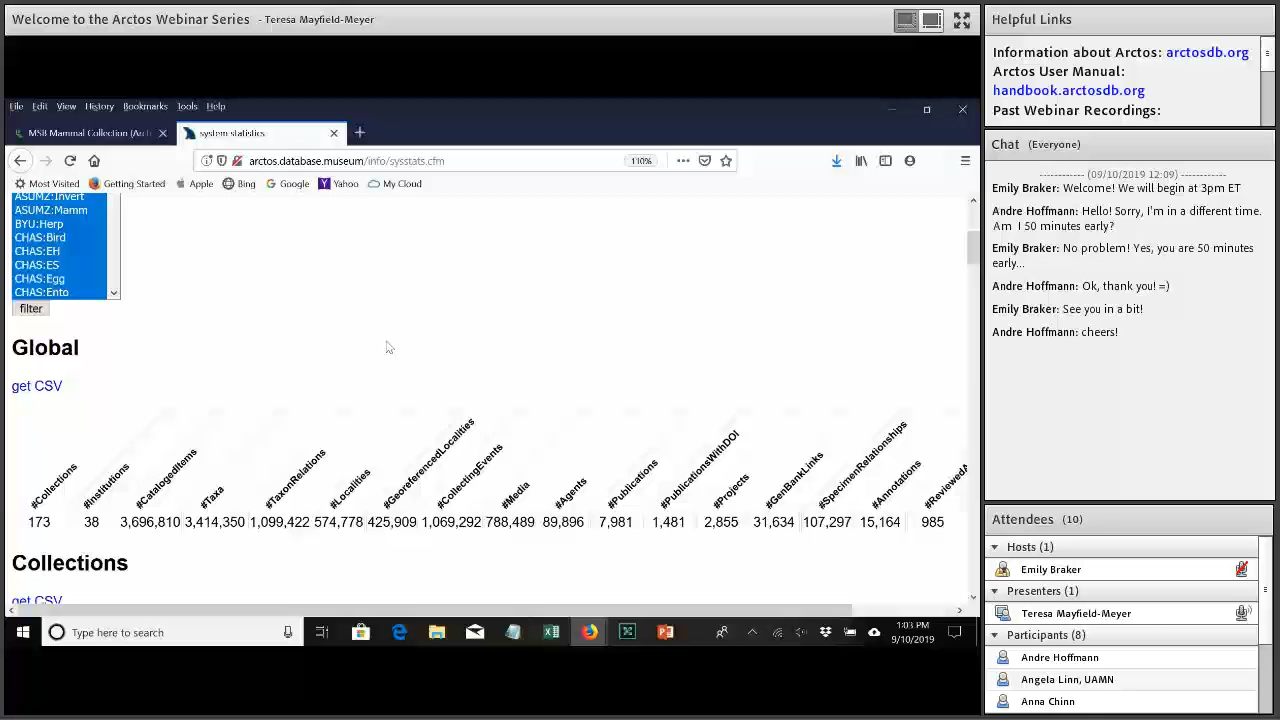 Welcome to the Arctos Webinar Series - Teresa Mayfield-Meyer
File Edit View History Bookmarks Tools Help
MSB Mammal Collection (Arct
system statistics
arctos.database.museum/info/sysstats.cfm
110%
Most Visited Getting Started Apple Bing Google Yahoo My Cloud
ASUMZ:Invert
ASUMZ:Mamm
BYU:Herp
CHAS:Bird
CHAS:EH
CHAS:ES
CHAS:Egg
CHAS:Ento
filter
Global
get CSV
#Collections #Institutions #CatalogedItems #Taxa #TaxonRelations #Localities #GeoreferencedLocalities #CollectingEvents #Media #Agents #Publications #PublicationsWithDOI #Projects #GenBankLinks #SpecimenRelationships #Annotations #ReviewedA
173 38 3,696,810 3,414,350 1,099,422 574,778 425,909 1,069,292 788,489 89,896 7,981 1,481 2,855 31,634 107,297 15,164 985
Collections
get CSV
Type here to search
1:03 PM
9/10/2019
Helpful Links
Information about Arctos: arctosdb.org
Arctos User Manual:
handbook.arctosdb.org
Past Webinar Recordings:
Chat (Everyone)
------------ (09/10/2019 12:09) ------------
Emily Braker: Welcome! We will begin at 3pm ET
Andre Hoffmann: Hello! Sorry, I'm in a different time.
Am I 50 minutes early?
Emily Braker: No problem! Yes, you are 50 minutes
early...
Andre Hoffmann: Ok, thank you! =)
Emily Braker: See you in a bit!
Andre Hoffmann: cheers!
Attendees (10)
Hosts (1)
Emily Braker
Presenters (1)
Teresa Mayfield-Meyer
Participants (8)
Andre Hoffmann
Angela Linn, UAMN
Anna Chinn